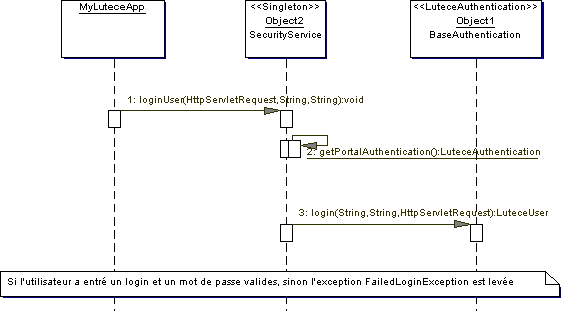 MyLuteceApp
<<Singleton>>
Object2
SecurityService
<<LuteceAuthentication>>
Object1
BaseAuthentication
1: loginUser(HttpServletRequest,String,String):void
2: getPortalAuthentication():LuteceAuthentication
3: login(String,String,HttpServletRequest):LuteceUser
Si l'utilisateur a entré un login et un mot de passe valides, sinon l'exception FailedLoginException est levée